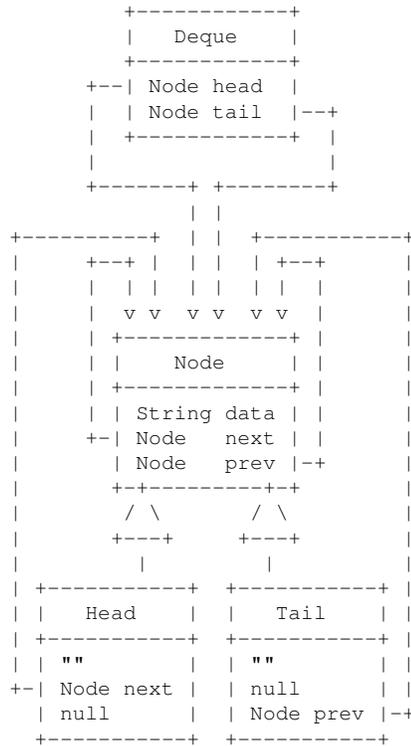 Deque
Node head
Node tail
Node
String data
Node next
Node prev
Head
""
Node next
null
Tail
""
null
Node prev